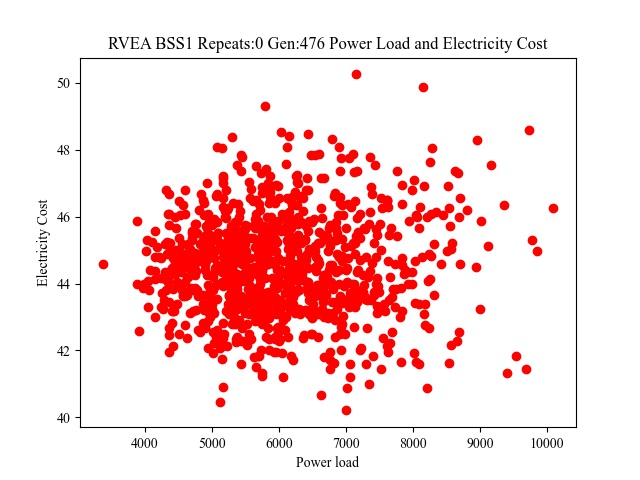 RVEA BSS1 Repeats:0 Gen:476 Power Load and Electricity Cost
50
48
46
44
42
40
Electricity Cost
4000 5000 6000 7000 8000 9000 10000
Power load